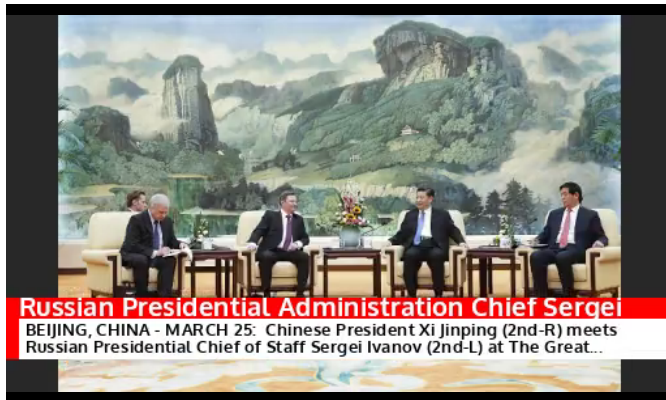 Russian Presidential Administration Chief Sergei
BEIJING, CHINA - MARCH 25: Chinese President Xi Jinping (2nd-R) meets
Russian Presidential Chief of Staff Sergei Ivanov (2nd-L) at The Great...